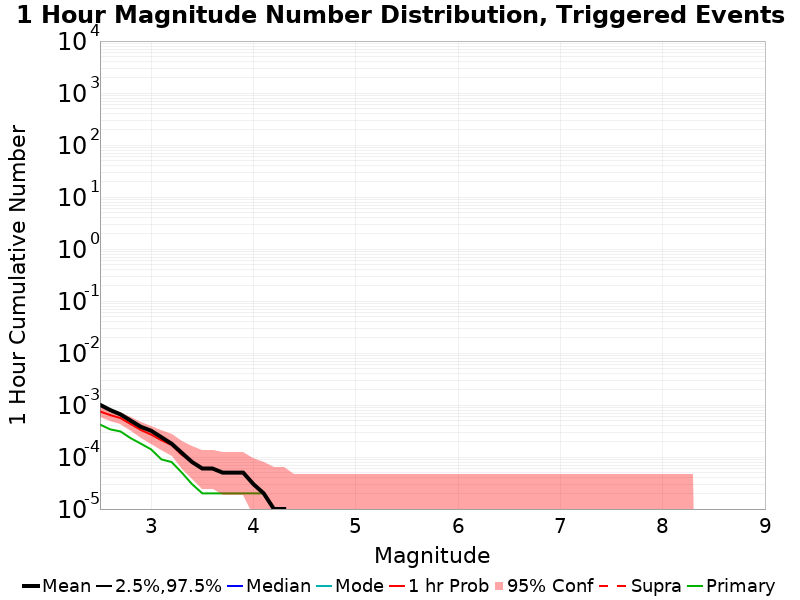 1 Hour Magnitude Number Distribution, Triggered Events
1 Hour Cumulative Number
10^4
10^3
10^2
10^1
10^0
10^-1
10^-2
10^-3
10^-4
10^-5
3 4 5 6 7 8 9
Magnitude
Mean 2.5%,97.5% Median Mode 1 hr Prob 95% Conf Supra Primary